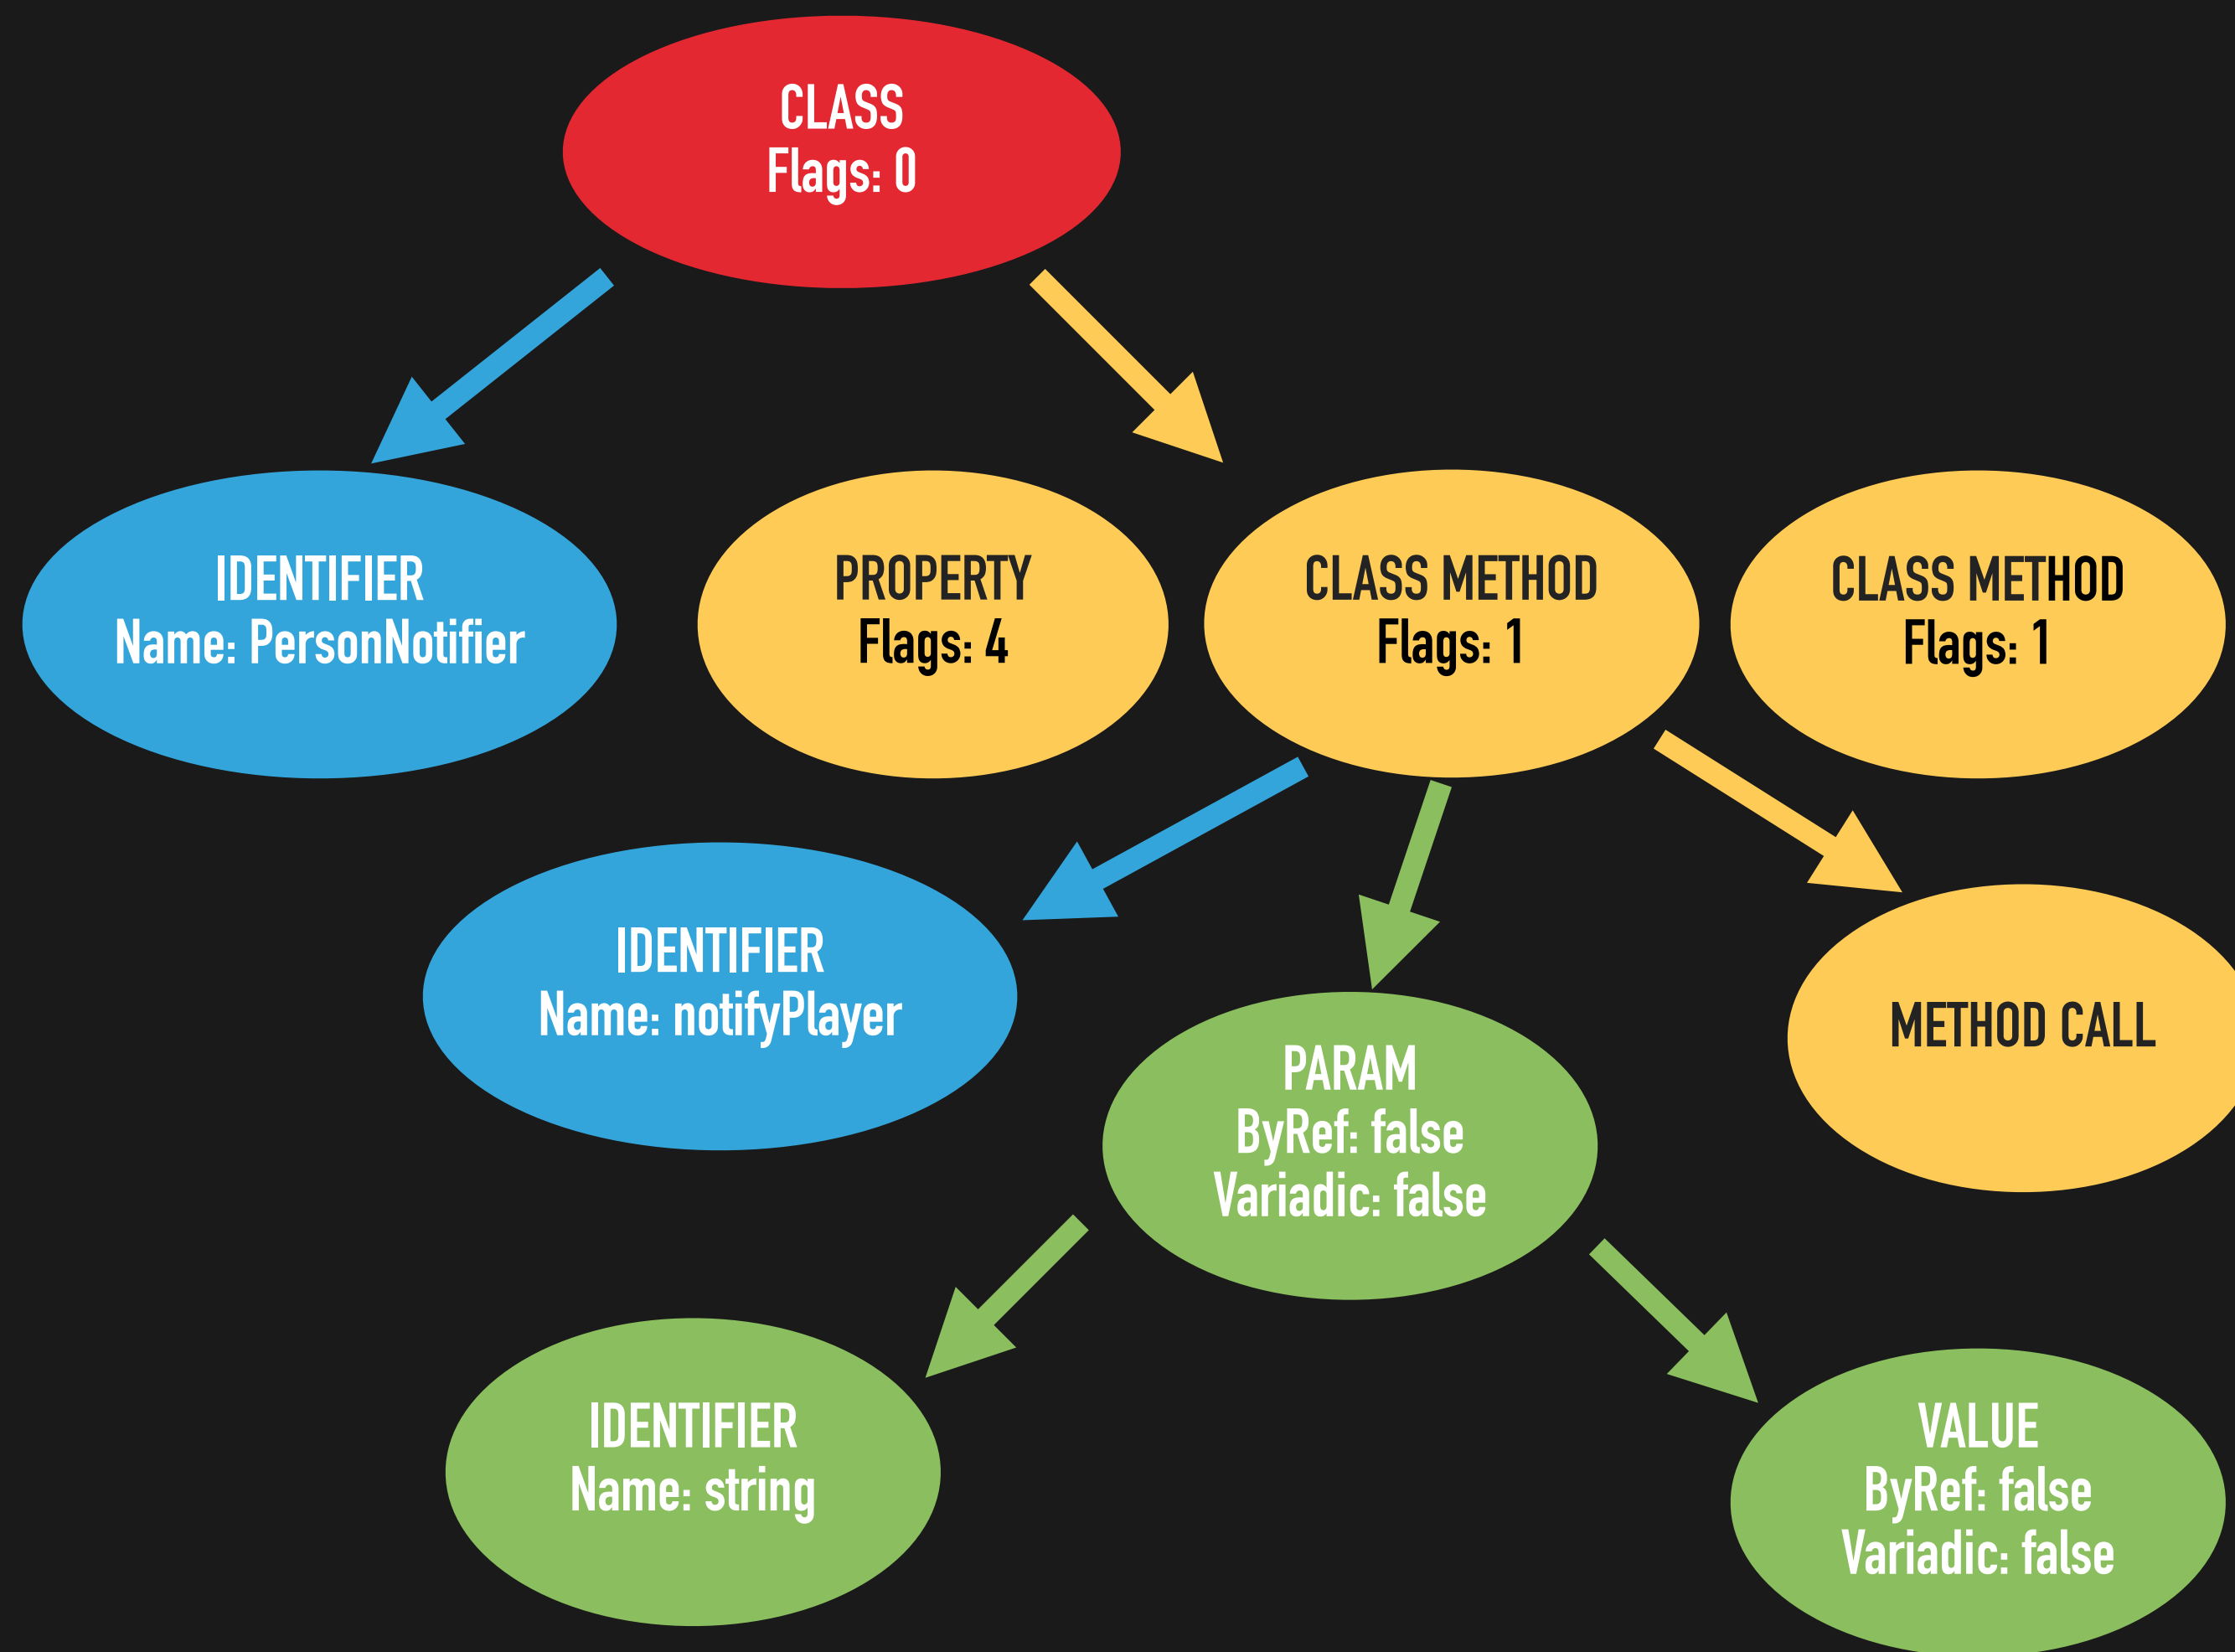 CLASS
Flags: 0
IDENTIFIER
Name: PersonNotifier
PROPERTY
Flags: 4
CLASS METHOD
Flags: 1
CLASS METHOD
Flags: 1
IDENTIFIER
Name: notifyPlayer
PARAM
ByRef: false
Variadic: false
METHOD CALL
IDENTIFIER
Name: string
VALUE
ByRef: false
Variadic: false